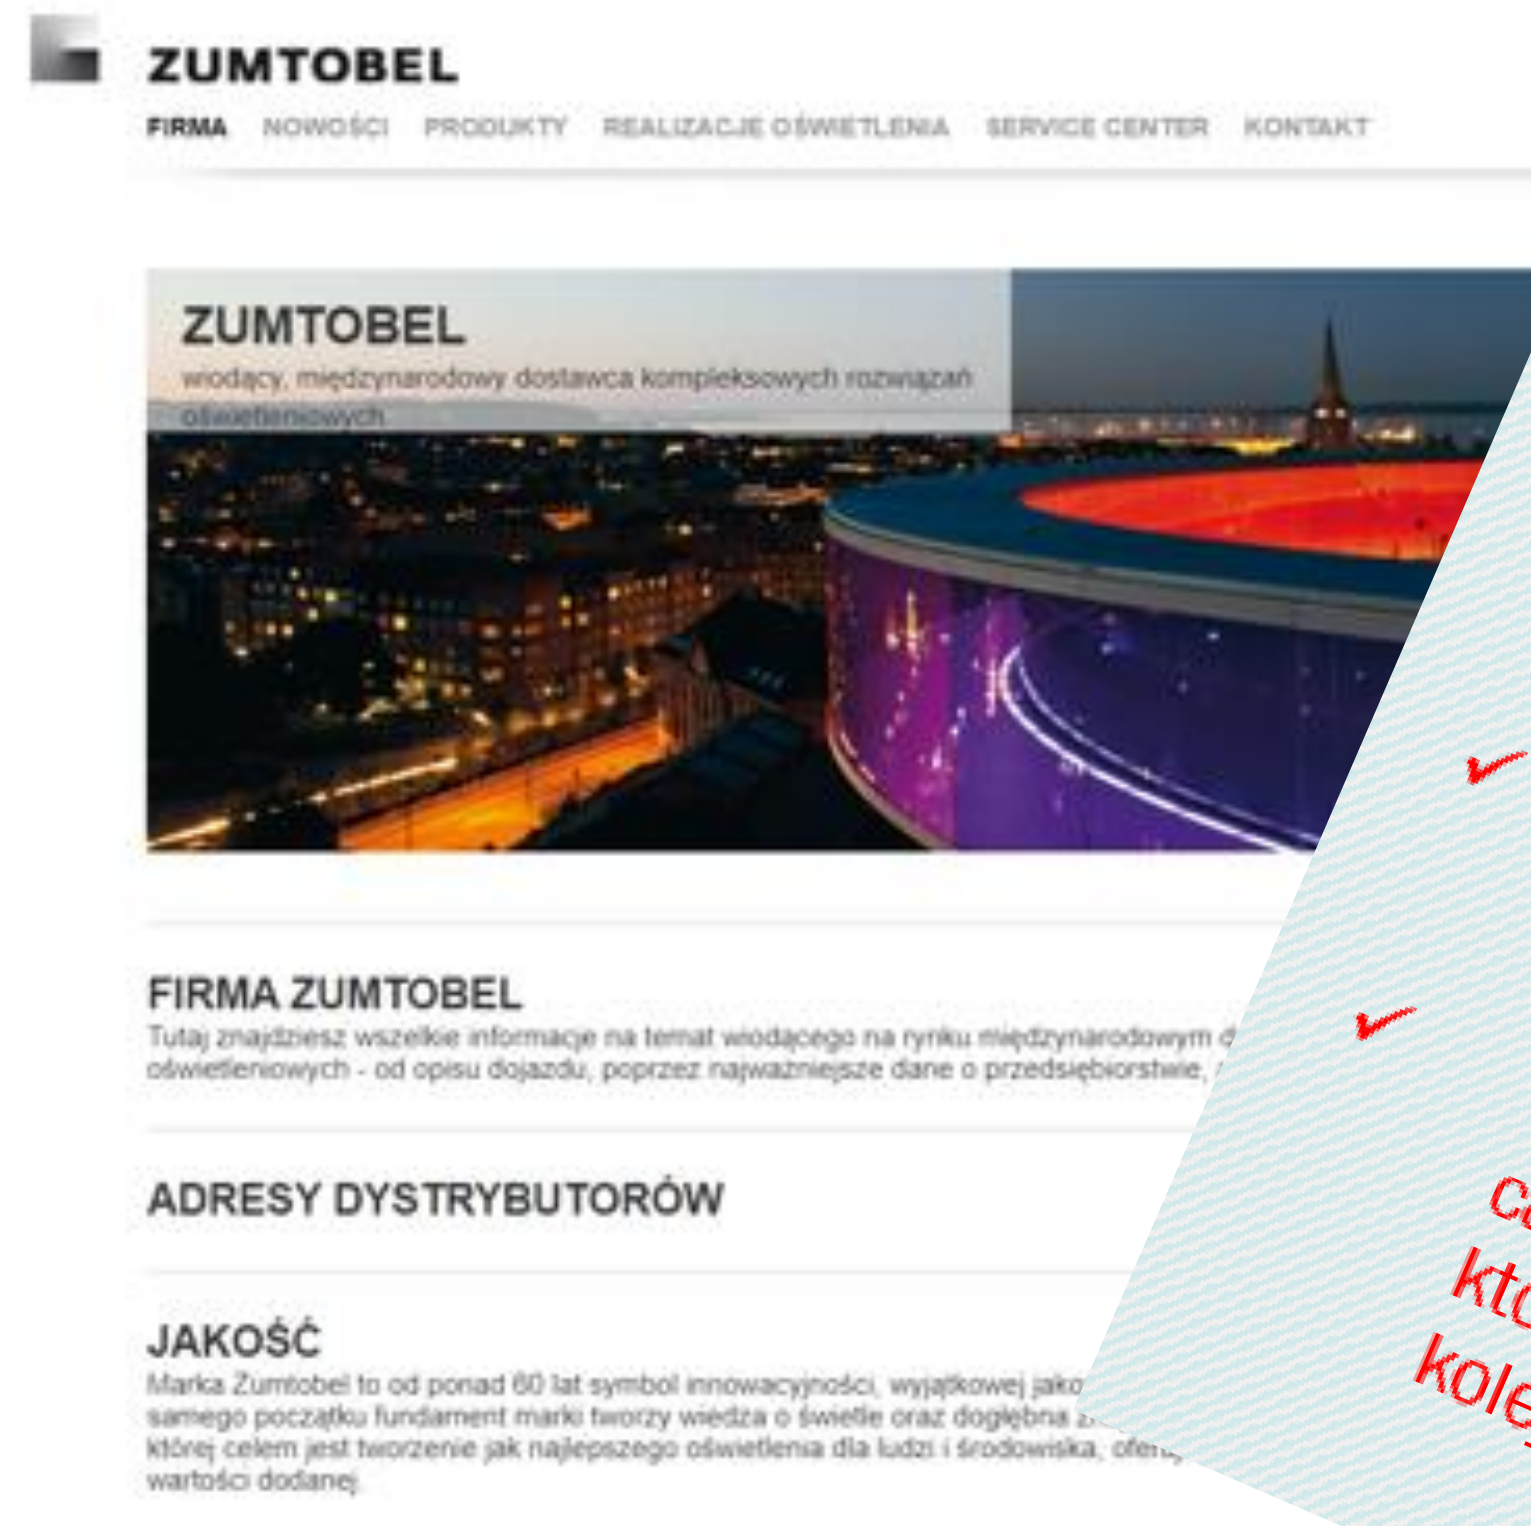 ZUMTOBEL
FIRMA NOWOŚCI PRODUKTY REALIZACJE OŚWIETLENIA SERVICE CENTER KONTAKT
ZUMTOBEL
wiodący, międzynarodowy dostawca kompleksowych rozwiązań
oświetleniowych
FIRMA ZUMTOBEL
Tutaj znajdziesz wszelkie informacje na temat wiodącego na rynku międzynarodowym
oświetleniowych - od opisu dojazdu, poprzez najważniejsze dane o przedsiębiorstwie,
ADRESY DYSTRYBUTORÓW
JAKOŚĆ
Marka Zumtobel to od ponad 60 lat symbol innowacyjności, wyjątkowej jako
samego początku fundament marki tworzy wiedza o świetle oraz dogłębna
której celem jest tworzenie jak najlepszego oświetlenia dla ludzi i środowiska,
wartości dodanej.
kto
kole